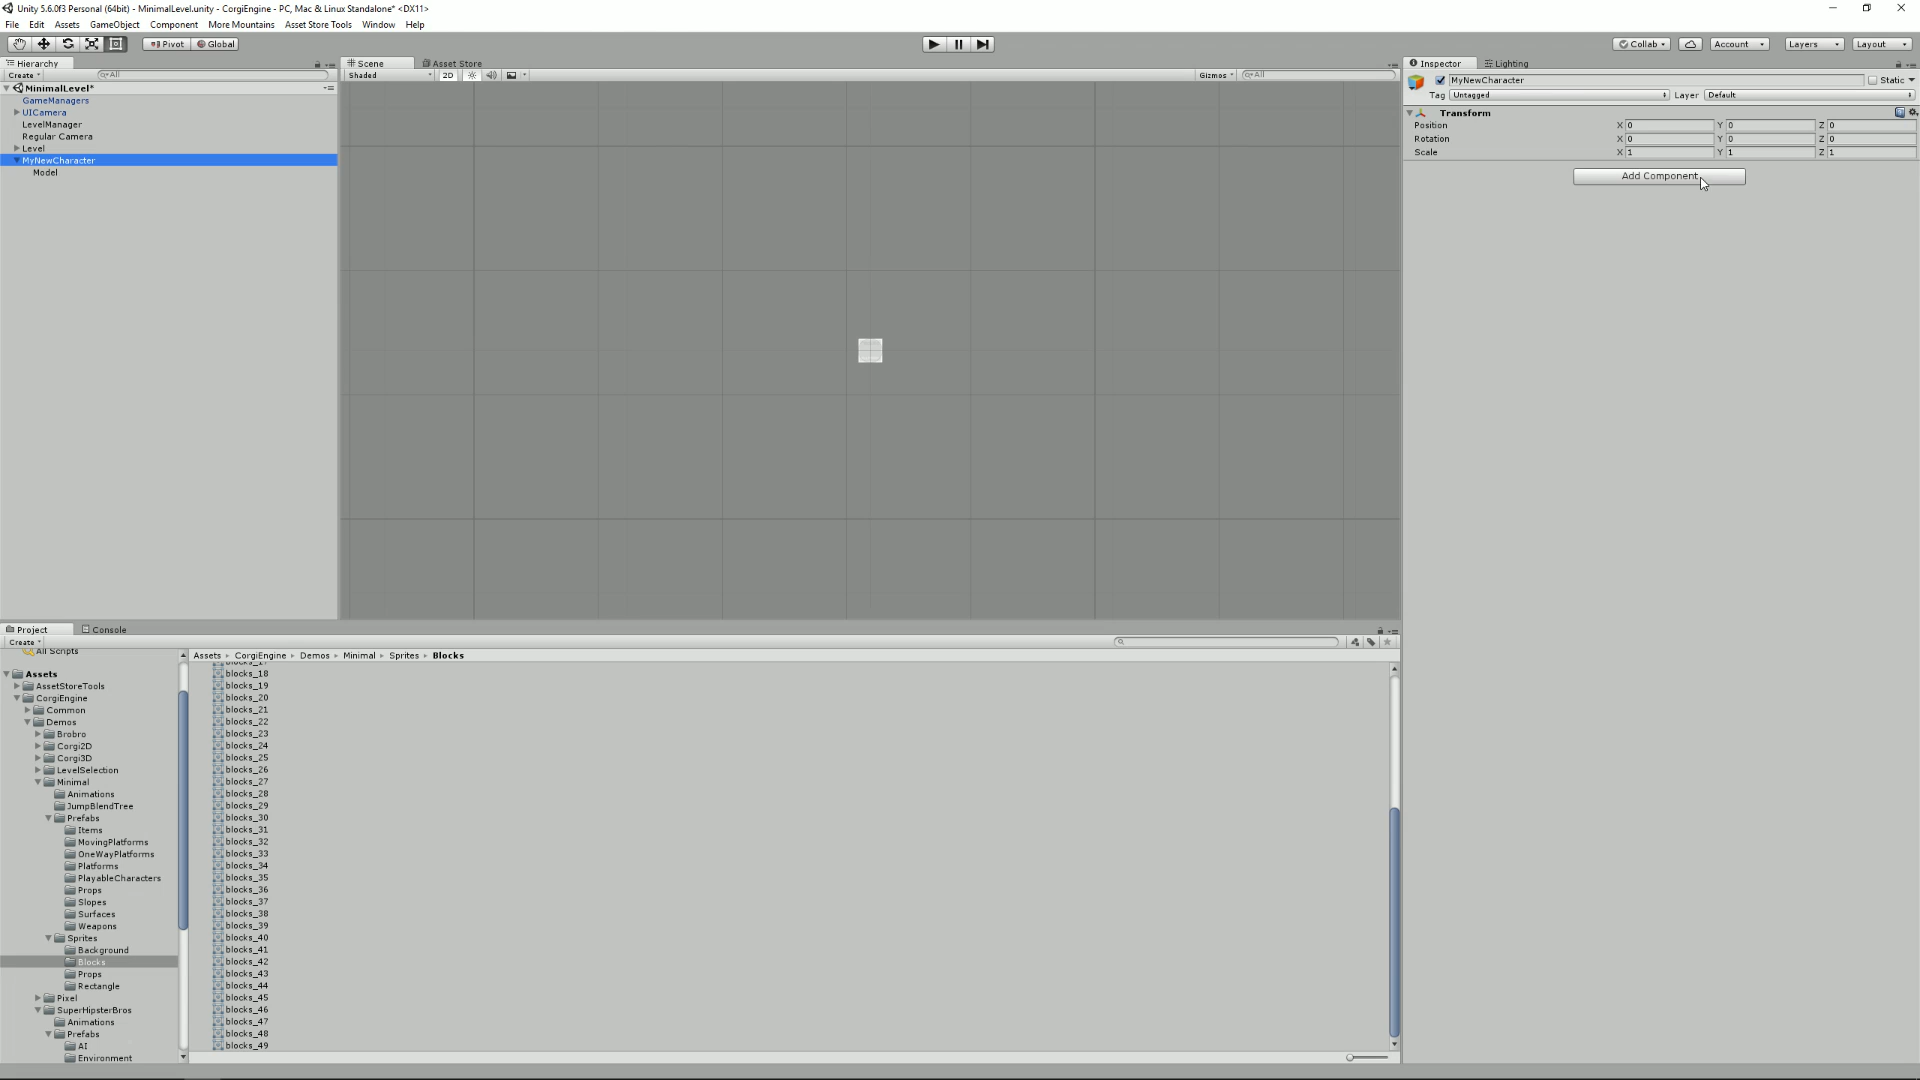 Unity 5.6.0f3 Personal (64bit) - MinimalLevel.unity - CorgiEngine - PC, Mac & Linux Standalone* <DX11>
File Edit Assets GameObject Component More Mountains Asset Store Tools Window Help
Pivot Global Collab Account Layers Layout
Hierarchy
Create All
MinimalLevel*
GameManagers
UICamera
LevelManager
Regular Camera
Level
MyNewCharacter
Model
Scene Asset Store
Shaded 2D Gizmos All
Inspector Lighting
MyNewCharacter Static
Tag Untagged Layer Default
Transform
Position X 0 Y 0 Z 0
Rotation X 0 Y 0 Z 0
Scale X 1 Y 1 Z 1
Add Component
Project Console
Create
All Scripts
Assets
AssetStoreTools
CorgiEngine
Common
Demos
Brobro
Corgi2D
Corgi3D
LevelSelection
Minimal
Animations
JumpBlendTree
Prefabs
Items
MovingPlatforms
OneWayPlatforms
Platforms
PlayableCharacters
Props
Slopes
Surfaces
Weapons
Sprites
Background
Blocks
Props
Rectangle
Pixel
SuperHipsterBros
Animations
Prefabs
AI
Environment
Assets CorgiEngine Demos Minimal Sprites Blocks
blocks_17
blocks_18
blocks_19
blocks_20
blocks_21
blocks_22
blocks_23
blocks_24
blocks_25
blocks_26
blocks_27
blocks_28
blocks_29
blocks_30
blocks_31
blocks_32
blocks_33
blocks_34
blocks_35
blocks_36
blocks_37
blocks_38
blocks_39
blocks_40
blocks_41
blocks_42
blocks_43
blocks_44
blocks_45
blocks_46
blocks_47
blocks_48
blocks_49